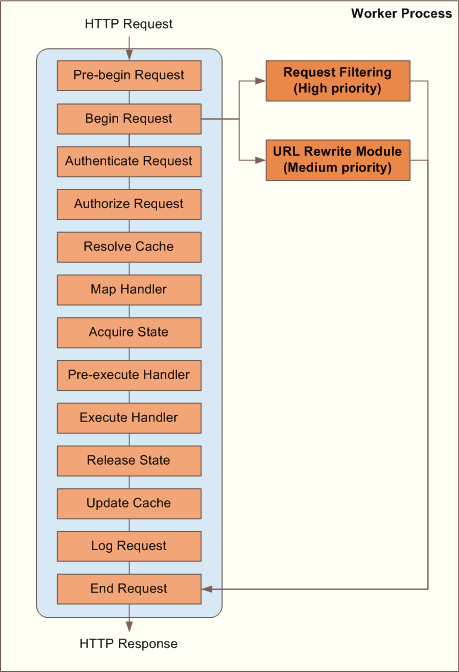 Worker Process
HTTP Request
Pre-begin Request
Begin Request
Request Filtering
(High priority)
URL Rewrite Module
(Medium priority)
Authenticate Request
Authorize Request
Resolve Cache
Map Handler
Acquire State
Pre-execute Handler
Execute Handler
Release State
Update Cache
Log Request
End Request
HTTP Response